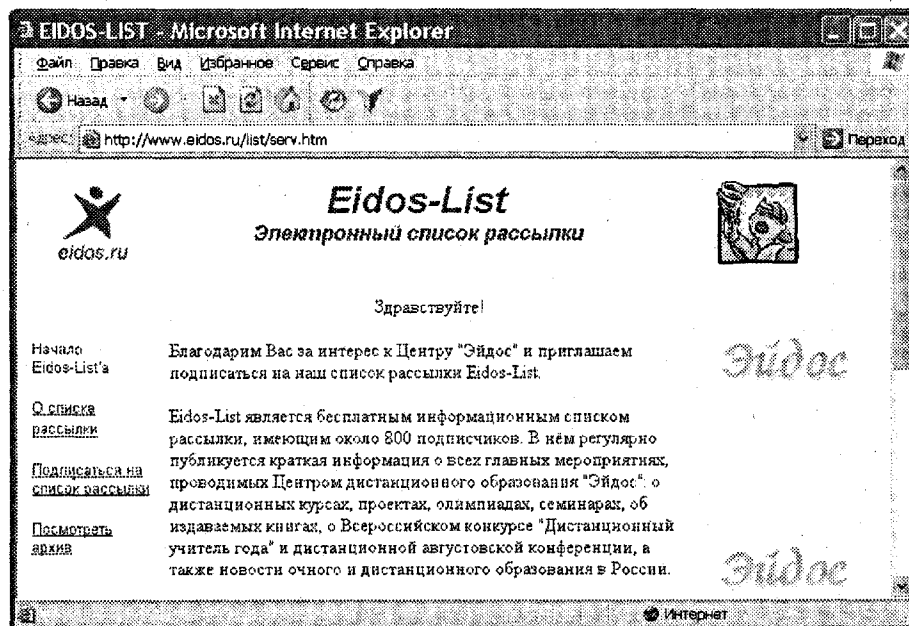 EIDOS-LIST - Microsoft Internet Explorer
Файл Правка Вид Избранное Сервис Справка
Назад
Адрес: http://www.eidos.ru/list/serv.htm Переход
eidos.ru
Eidos-List
Электронный список рассылки
Здравствуйте!
Начало
Eidos-List'а
О списке
рассылки
Подписаться на
список рассылки
Посмотреть
архив
Благодарим Вас за интерес к Центру "Эйдос" и приглашаем
подписаться на наш список рассылки Eidos-List.
Eidos-List является бесплатным информационным списком
рассылки, имеющим около 800 подписчиков. В нём регулярно
публикуется краткая информация о всех главных мероприятиях,
проводимых Центром дистанционного образования "Эйдос": о
дистанционных курсах, проектах, олимпиадах, семинарах, об
издаваемых книгах, о Всероссийском конкурсе "Дистанционный
учитель года" и дистанционной августовской конференции, а
также новости очного и дистанционного образования в России.
Эйдос
Эйдос
Интернет